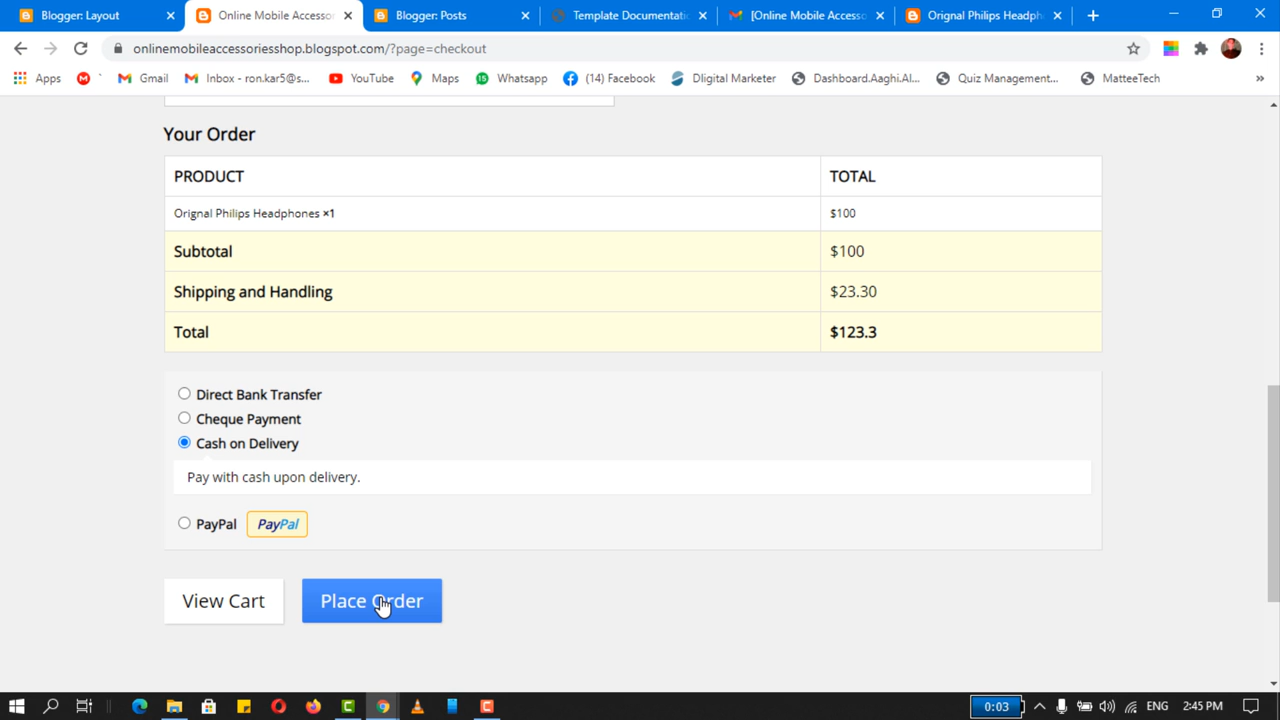 Blogger: Layout
Online Mobile Accessor
Blogger: Posts
Template Documentati
[Online Mobile Accesso
Orignal Philips Headph
onlinemobileaccessoriesshop.blogspot.com/?page=checkout
Apps
Gmail
Inbox - ron.kar5@s...
YouTube
Maps
Whatsapp
(14) Facebook
DIigital Marketer
Dashboard.Aaghi.Al...
Quiz Management...
MatteeTech
Your Order
PRODUCT TOTAL
Orignal Philips Headphones ×1 $100
Subtotal $100
Shipping and Handling $23.30
Total $123.3
Direct Bank Transfer
Cheque Payment
Cash on Delivery
Pay with cash upon delivery.
PayPal PayPal
View Cart Place Order
0:03 ENG 2:45 PM